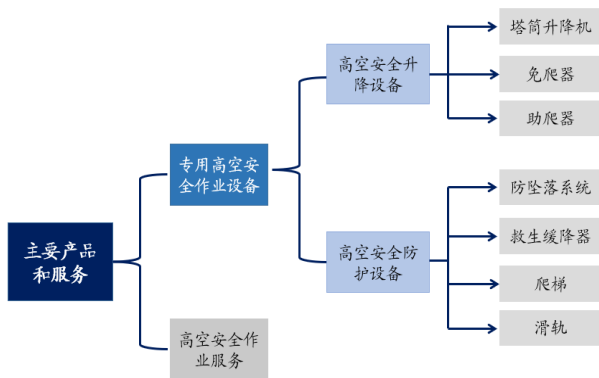 主要产品
和服务
专用高空安
全作业设备
高空安全作
业服务
高空安全升
降设备
高空安全防
护设备
塔筒升降机
免爬器
助爬器
防坠落系统
救生缓降器
爬梯
滑轨